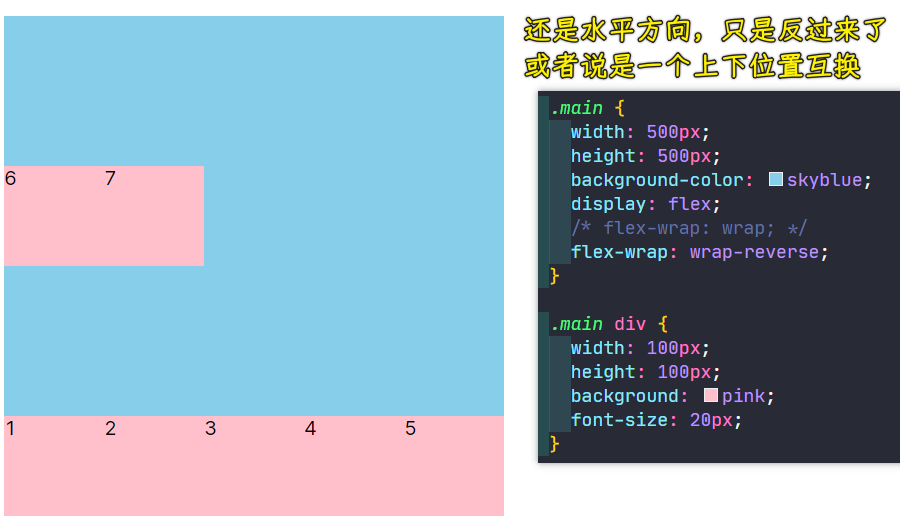 还是水平方向，只是反过来了
或者说是一个上下位置互换
.main {
width: 500px;
height: 500px;
background-color: skyblue;
display: flex;
/* flex-wrap: wrap; */
flex-wrap: wrap-reverse;
}
.main div {
width: 100px;
height: 100px;
background: pink;
font-size: 20px;
}
6 7
1 2 3 4 5